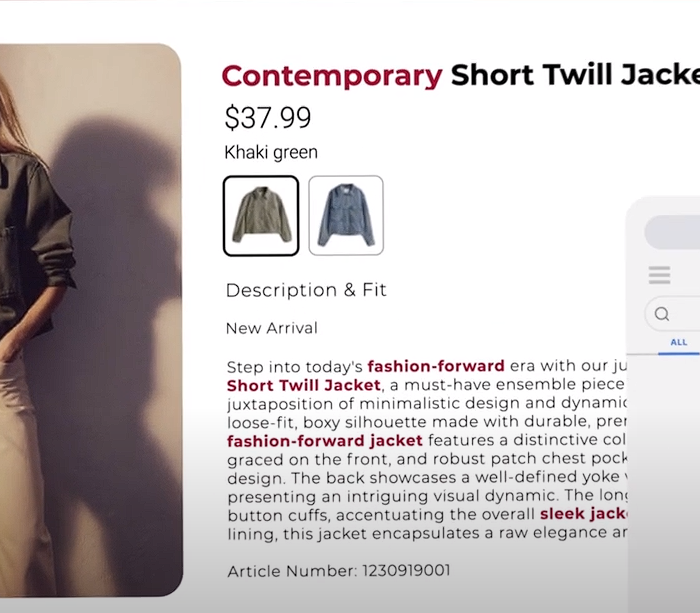 Contemporary Short Twill Jacke
$37.99
Khaki green
Description & Fit
New Arrival
Step into today's fashion-forward era with our ju
Short Twill Jacket, a must-have ensemble piece
juxtaposition of minimalistic design and dynamic
loose-fit, boxy silhouette made with durable, prer
fashion-forward jacket features a distinctive col
graced on the front, and robust patch chest pock
design. The back showcases a well-defined yoke
presenting an intriguing visual dynamic. The long
button cuffs, accentuating the overall sleek jack
lining, this jacket encapsulates a raw elegance ar
Article Number: 1230919001
ALL